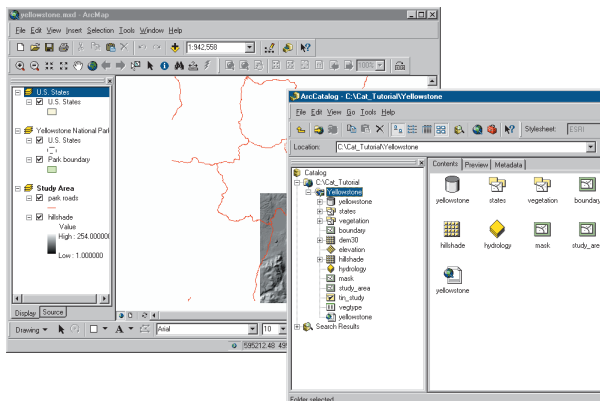 yellowstone.mxd - ArcMap
File Edit View Insert Selection Tools Window Help
1:942,558
100%
U.S. States
U.S. States
Yellowstone National Park
U.S. States
Park boundary
Study Area
park roads
hillshade
Value
High : 254.000000
Low : 1.000000
Display Source
Drawing
Arial
10
595212.48
ArcCatalog - C:\Cat_Tutorial\Yellowstone
File Edit View Go Tools Help
Stylesheet: ESRI
Location: C:\Cat_Tutorial\Yellowstone
Catalog
C:\Cat_Tutorial
Yellowstone
yellowstone
states
vegetation
boundary
dem30
elevation
hillshade
hydrology
mask
study_area
tin_study
vegtype
yellowstone
Search Results
Contents Preview Metadata
yellowstone states vegetation boundary
hillshade hydrology mask study_area
yellowstone
Folder selected